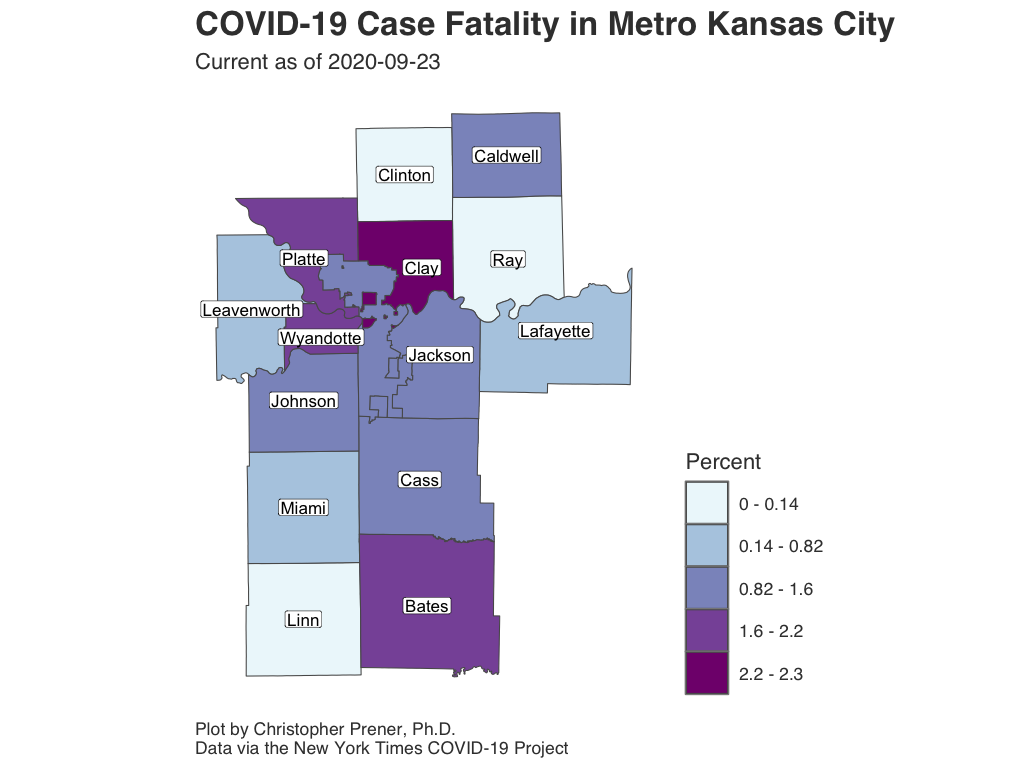 COVID-19 Case Fatality in Metro Kansas City
Current as of 2020-09-23
Caldwell
Clinton
Platte
Clay
Ray
Leavenworth
Lafayette
Wyandotte
Jackson
Johnson
Cass
Miami
Bates
Linn
Percent
0 - 0.14
0.14 - 0.82
0.82 - 1.6
1.6 - 2.2
2.2 - 2.3
Plot by Christopher Prener, Ph.D.
Data via the New York Times COVID-19 Project